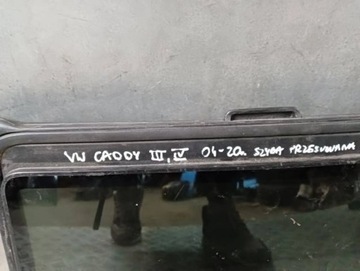 VW CADDY III, IV 04-20r. SZYBA PRZESUWANA